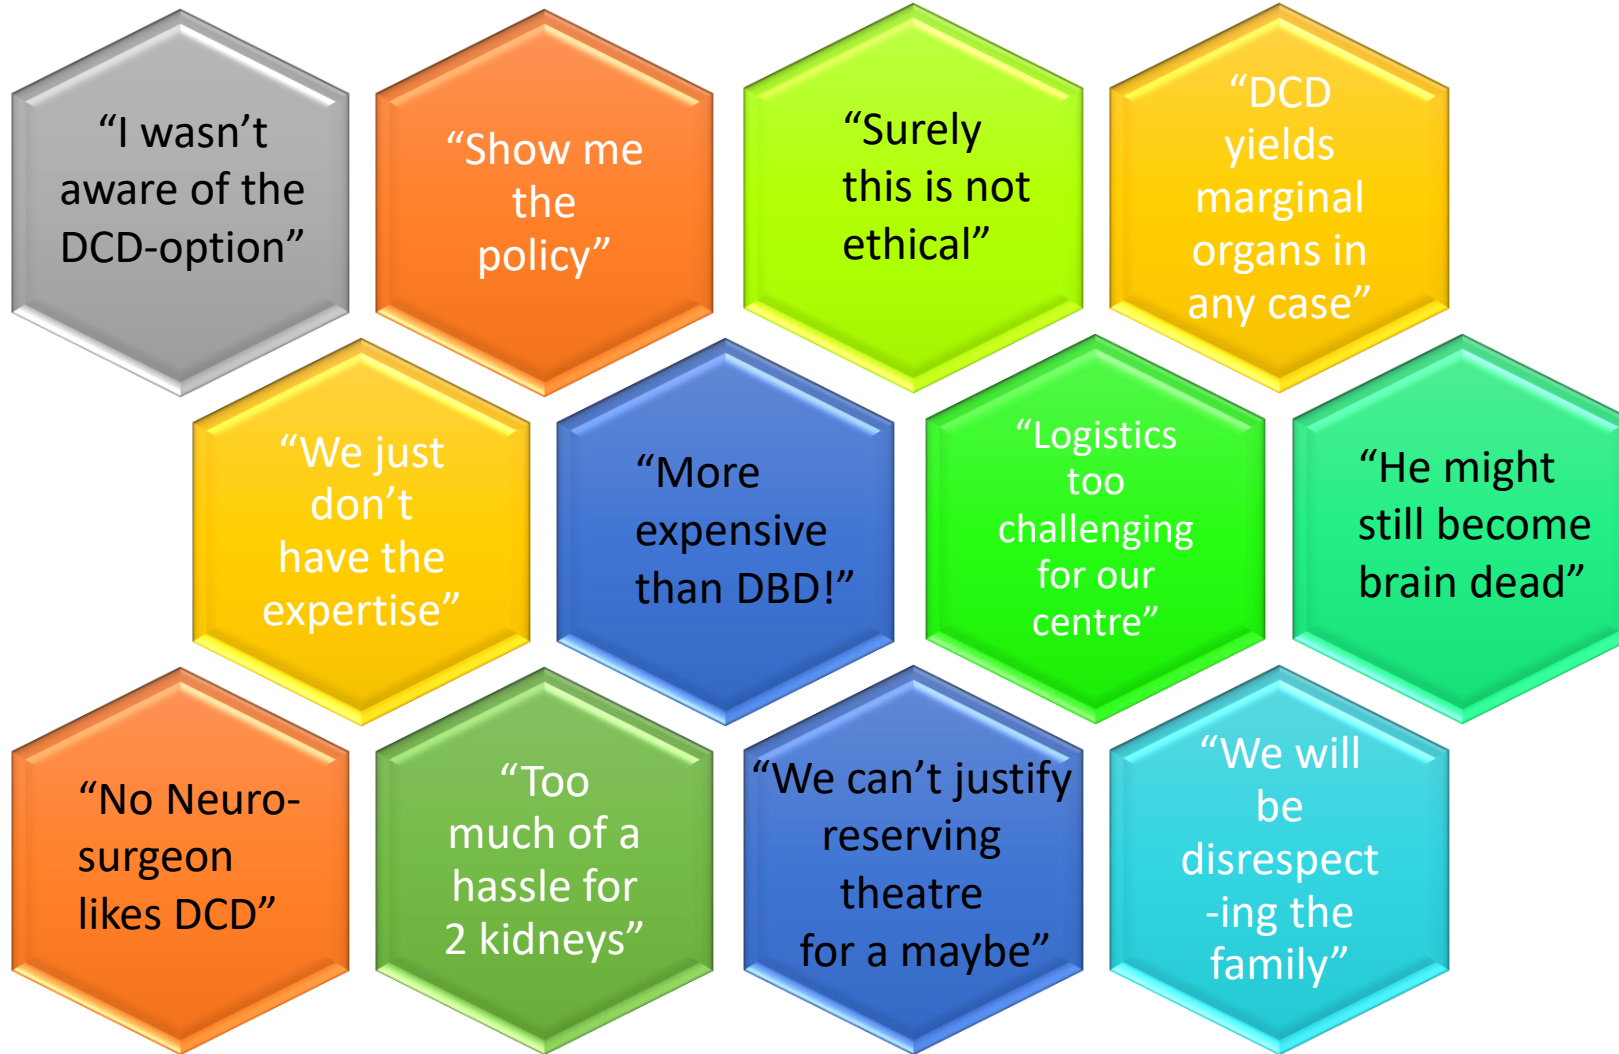 “I wasn’t
aware of the
DCD-option”
“Show me
the
policy”
“Surely
this is not
ethical”
“DCD
yields
marginal
organs in
any case”
“We just
don’t
have the
expertise”
“More
expensive
than DBD!”
“Logistics
too
challenging
for our
centre”
“He might
still become
brain dead”
“No Neuro-
surgeon
likes DCD”
“Too
much of a
hassle for
2 kidneys”
“We can’t justify
reserving
theatre
for a maybe”
“We will
be
disrespect
-ing the
family”